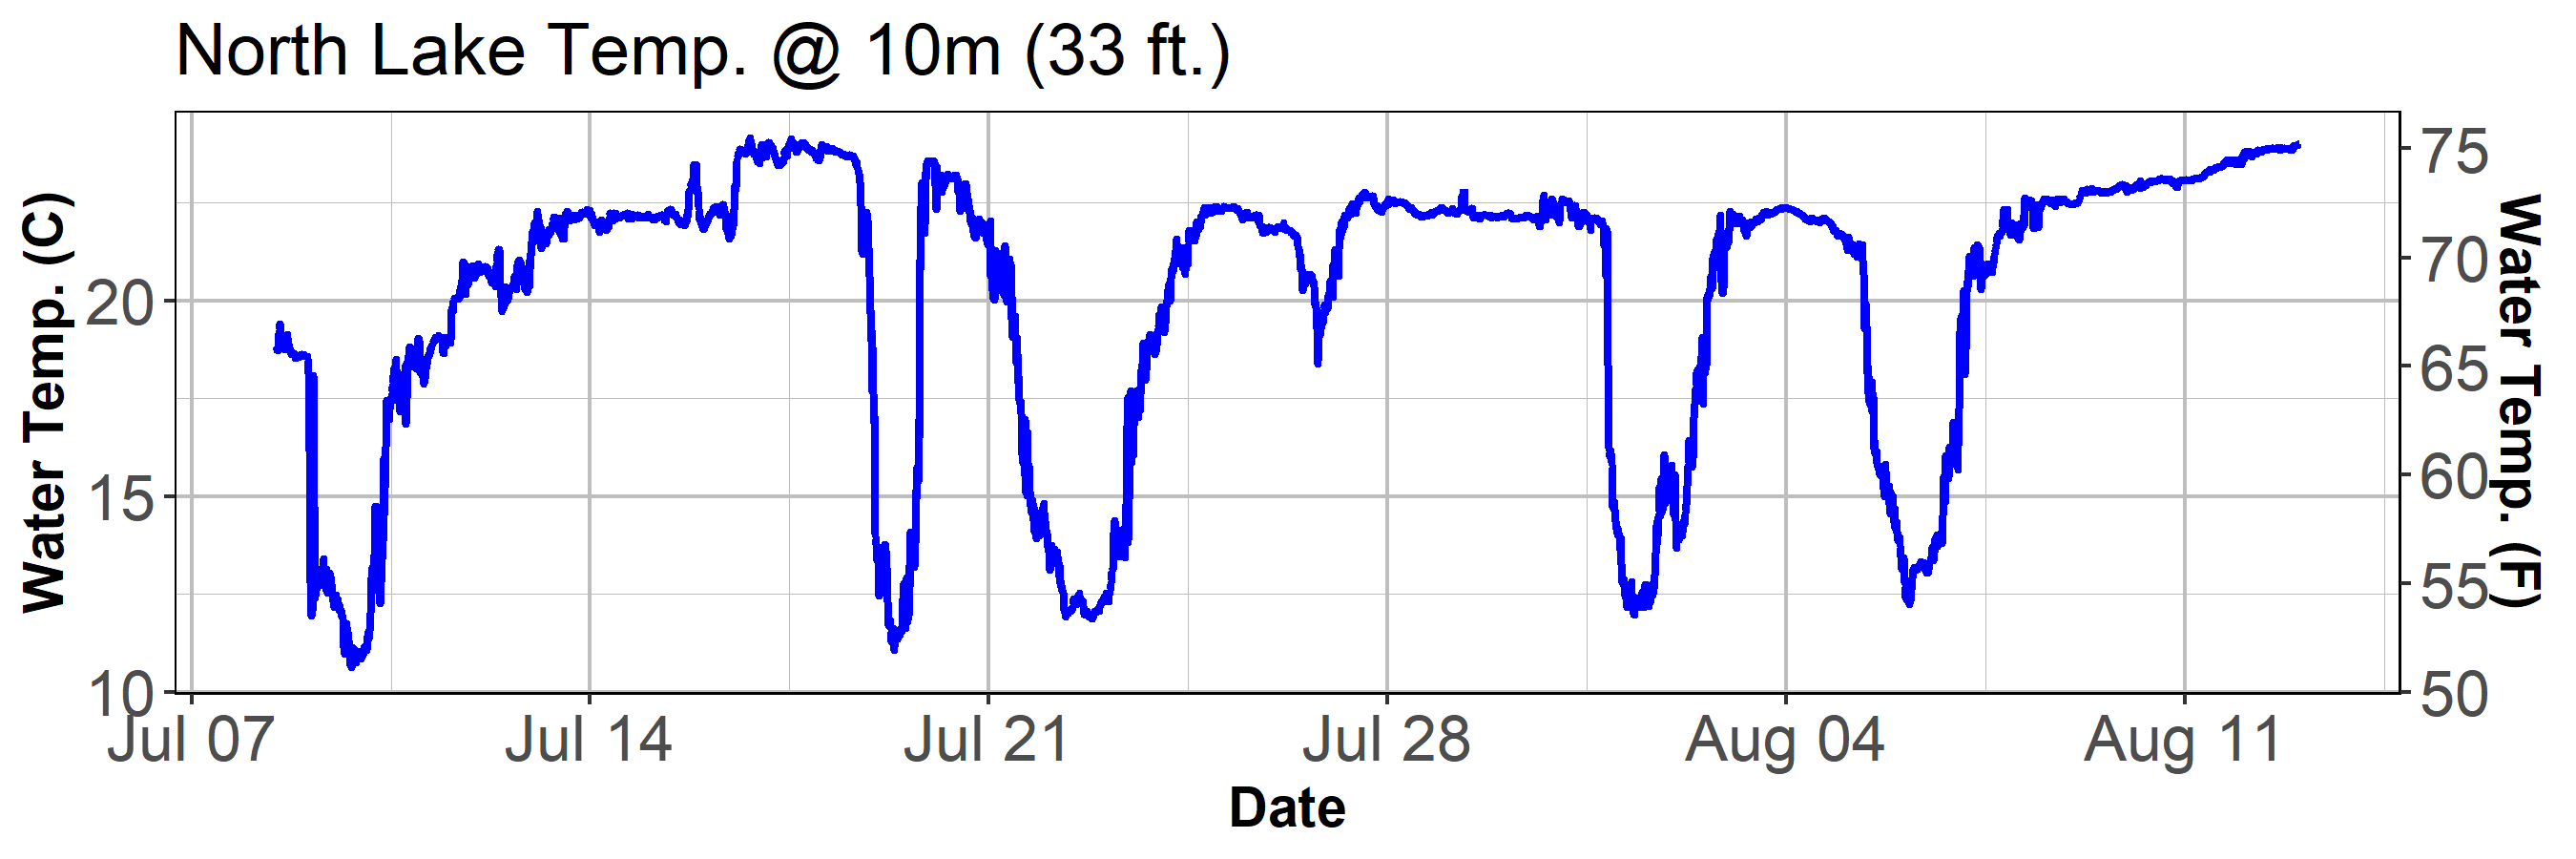 North Lake Temp. @ 10m (33 ft.)
Water Temp. (C)
20
15
10
75
70
65
60
55
50
Water Temp. (F)
Jul 07
Jul 14
Jul 21
Jul 28
Aug 04
Aug 11
Date